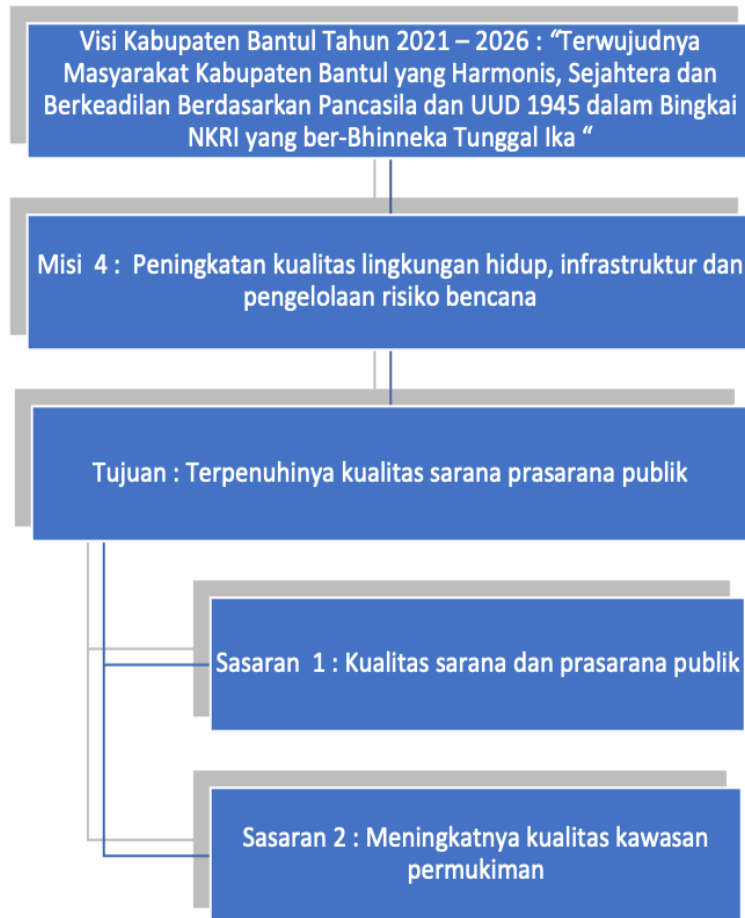 Visi Kabupaten Bantul Tahun 2021 – 2026 : “Terwujudnya
Masyarakat Kabupaten Bantul yang Harmonis, Sejahtera dan
Berkeadilan Berdasarkan Pancasila dan UUD 1945 dalam Bingkai
NKRI yang ber-Bhinneka Tunggal Ika “
Misi 4 : Peningkatan kualitas lingkungan hidup, infrastruktur dan
pengelolaan risiko bencana
Tujuan : Terpenuhinya kualitas sarana prasarana publik
Sasaran 1 : Kualitas sarana dan prasarana publik
Sasaran 2 : Meningkatnya kualitas kawasan
permukiman